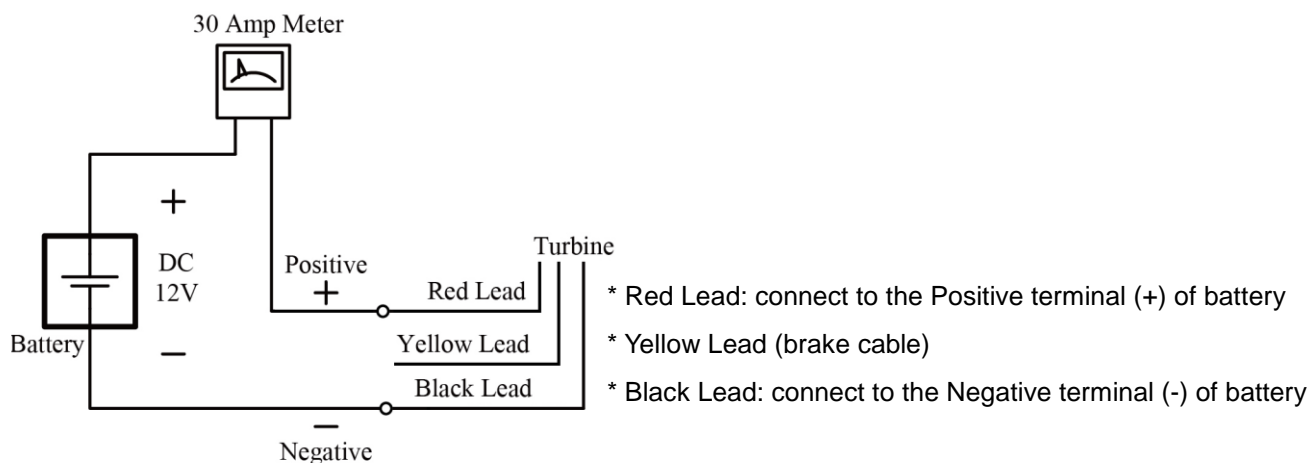 30 Amp Meter
+
DC
12V
Battery
−
Positive
+
Turbine
Red Lead
Yellow Lead
Black Lead
−
Negative
* Red Lead: connect to the Positive terminal (+) of battery
* Yellow Lead (brake cable)
* Black Lead: connect to the Negative terminal (-) of battery